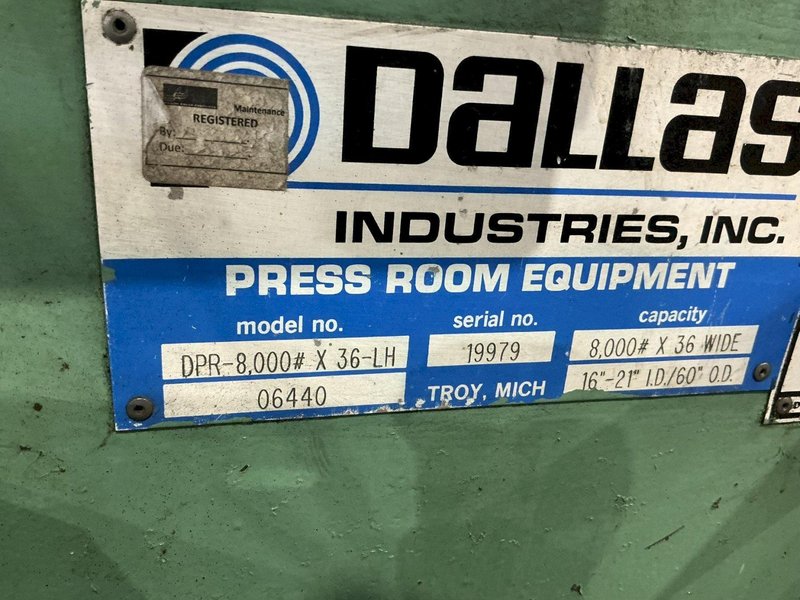 Maintenance
REGISTERED
By:
Due:
DALLAS
INDUSTRIES, INC.
PRESS ROOM EQUIPMENT
model no.
DPR-8,000# X 36-LH
06440
serial no.
19979
TROY, MICH
capacity
8,000# X 36 WIDE
16"-21" I.D./60" O.D.